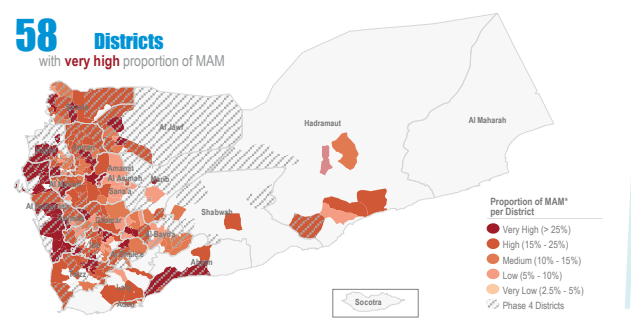 58 Districts
with very high proportion of MAM
Al Jawf
Hadramaut
Al Maharah
Amanat
Al Asimah
Marib
Sana'a
Shabwah
Al Bayda
Abyan
Aden
Socotra
Proportion of MAM*
per District
Very High (> 25%)
High (15% - 25)
Medium (10% - 15%)
Low (5% - 10%)
Very Low (2.5% - 5%)
Phase 4 Districts